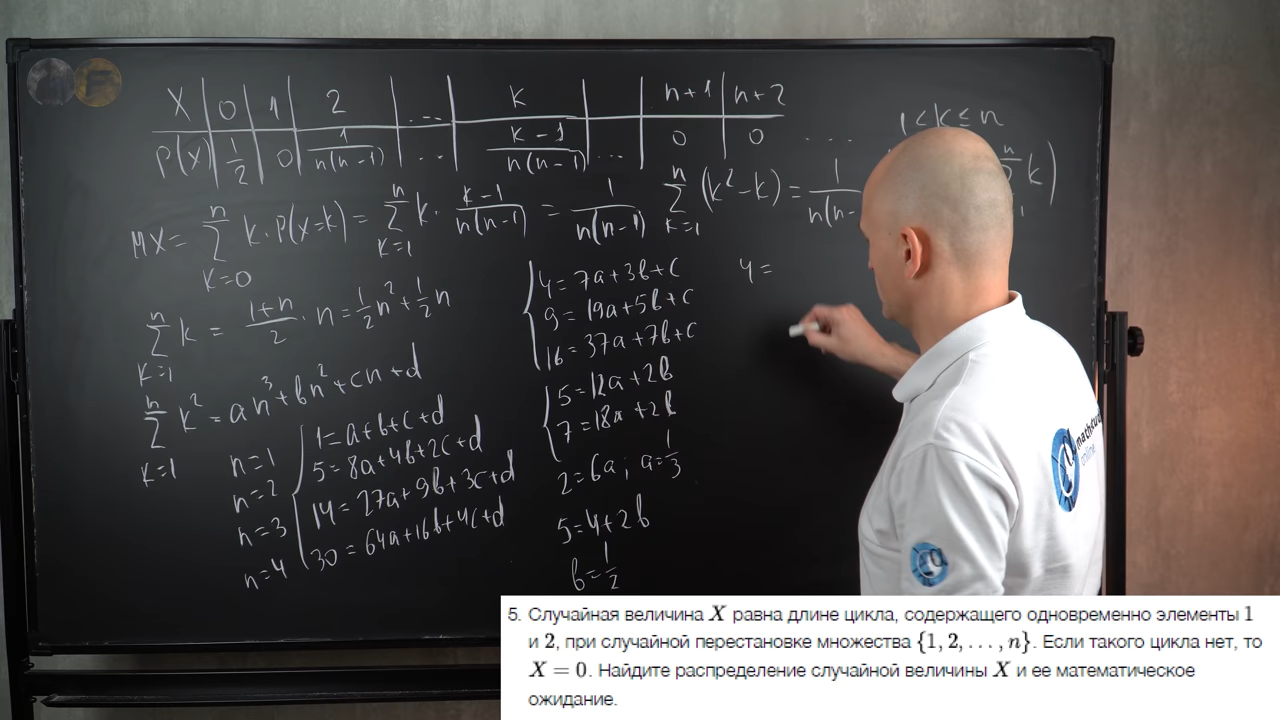 X | 0 | 1 | 2 | ... | k | | n+1 | n+2
P(x) | 1/2 | 0 | 1/n(n-1) | ... | k-1/n(n-1) | ... | 0 | 0 ....
1<k≤n
MX = ∑_{k=0}^{n} k·P(x=k) = ∑_{k=1}^{n} k· k-1/n(n-1) = 1/n(n-1) ∑_{k=1}^{n} (k²-k) = 1/n(n- k)
∑_{k=1}^{n} k = 1+n/2 · n = 1/2 n² + 1/2 n
∑_{k=1}^{n} k² = an³+bn²+cn+d
n=1 1=a+b+c+d
n=2 5=8a+4b+2c+d
n=3 14=27a+9b+3c+d
n=4 30=64a+16b+4c+d
4=7a+3b+c
9=19a+5b+c
16=37a+7b+c
5=12a+2b
7=18a+2b
2=6a; a=1/3
5=4+2b
b=1/2
4=
online
5. Случайная величина X равна длине цикла, содержащего одновременно элементы 1
и 2, при случайной перестановке множества {1, 2, ..., n}. Если такого цикла нет, то
X = 0. Найдите распределение случайной величины X и ее математическое
ожидание.